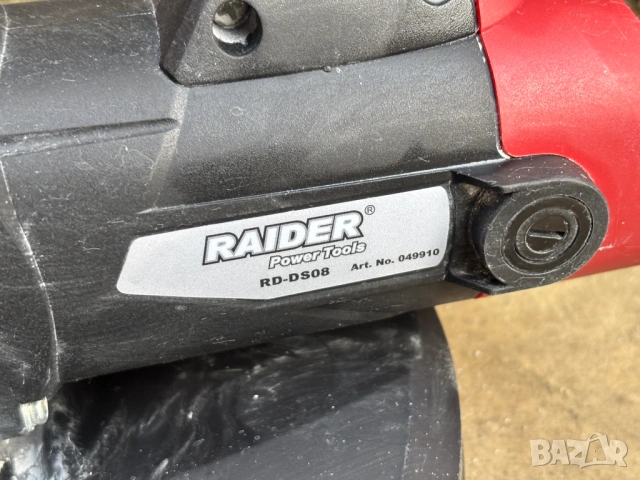 RAIDER®
Power Tools
RD-DS08 Art. No. 049910
BAZAR